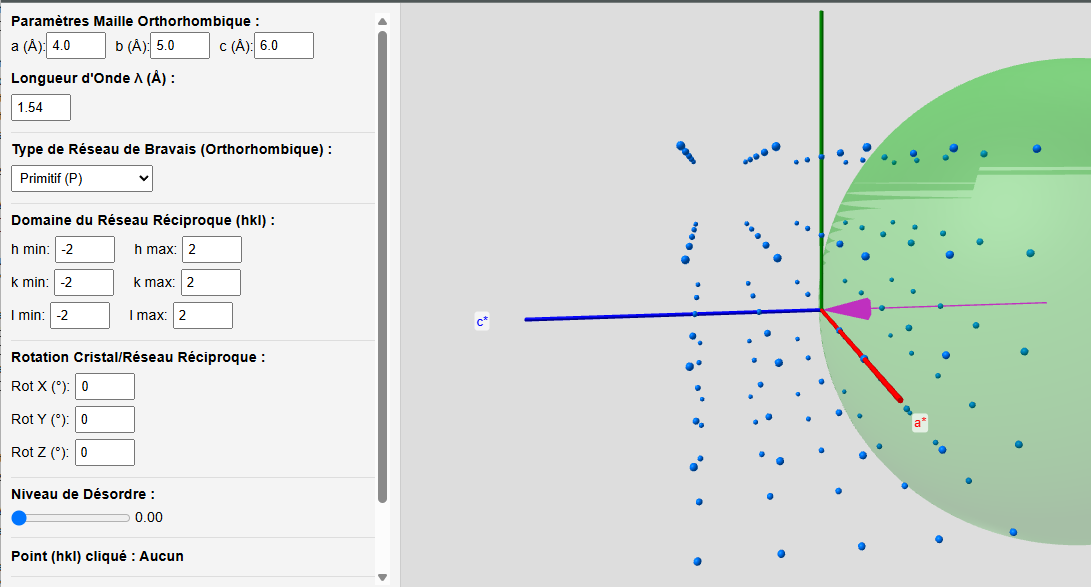 Paramètres Maille Orthorhombique :
a (Å): 4.0 b (Å): 5.0 c (Å): 6.0
Longueur d'Onde λ (Å) :
1.54
Type de Réseau de Bravais (Orthorhombique) :
Primitif (P)
Domaine du Réseau Réciproque (hkl) :
h min: -2 h max: 2
k min: -2 k max: 2
l min: -2 l max: 2
Rotation Cristal/Réseau Réciproque :
Rot X (°): 0
Rot Y (°): 0
Rot Z (°): 0
Niveau de Désordre :
0.00
Point (hkl) cliqué : Aucun
c*
a*